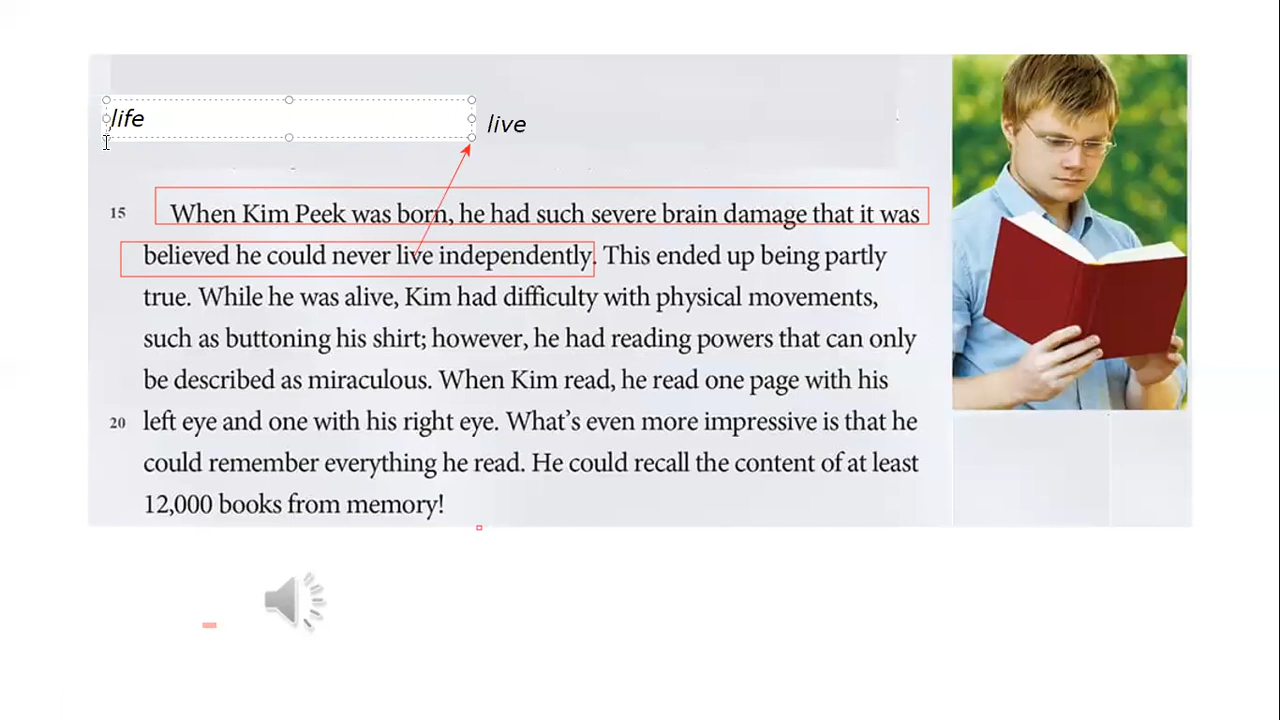 life
live
15 When Kim Peek was born, he had such severe brain damage that it was
believed he could never live independently. This ended up being partly
true. While he was alive, Kim had difficulty with physical movements,
such as buttoning his shirt; however, he had reading powers that can only
be described as miraculous. When Kim read, he read one page with his
20 left eye and one with his right eye. What’s even more impressive is that he
could remember everything he read. He could recall the content of at least
12,000 books from memory!